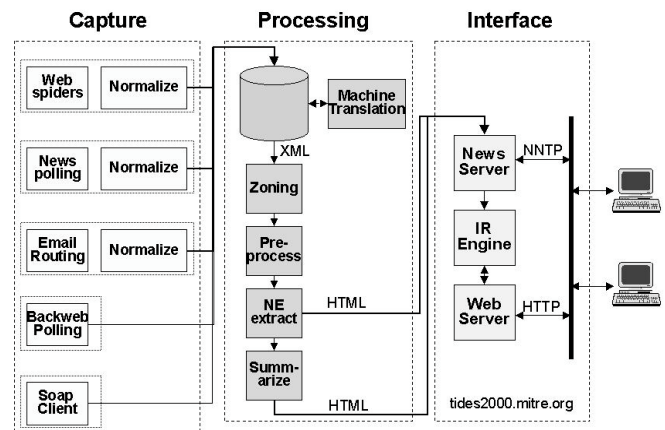 Capture
Processing
Interface
Web
spiders
Normalize
News
polling
Normalize
Email
Routing
Normalize
Backweb
Polling
Soap
Client
Machine
Translation
XML
Zoning
Pre-
process
NE
extract
HTML
Summ-
arize
HTML
News
Server
NNTP
IR
Engine
Web
Server
HTTP
tides2000.mitre.org